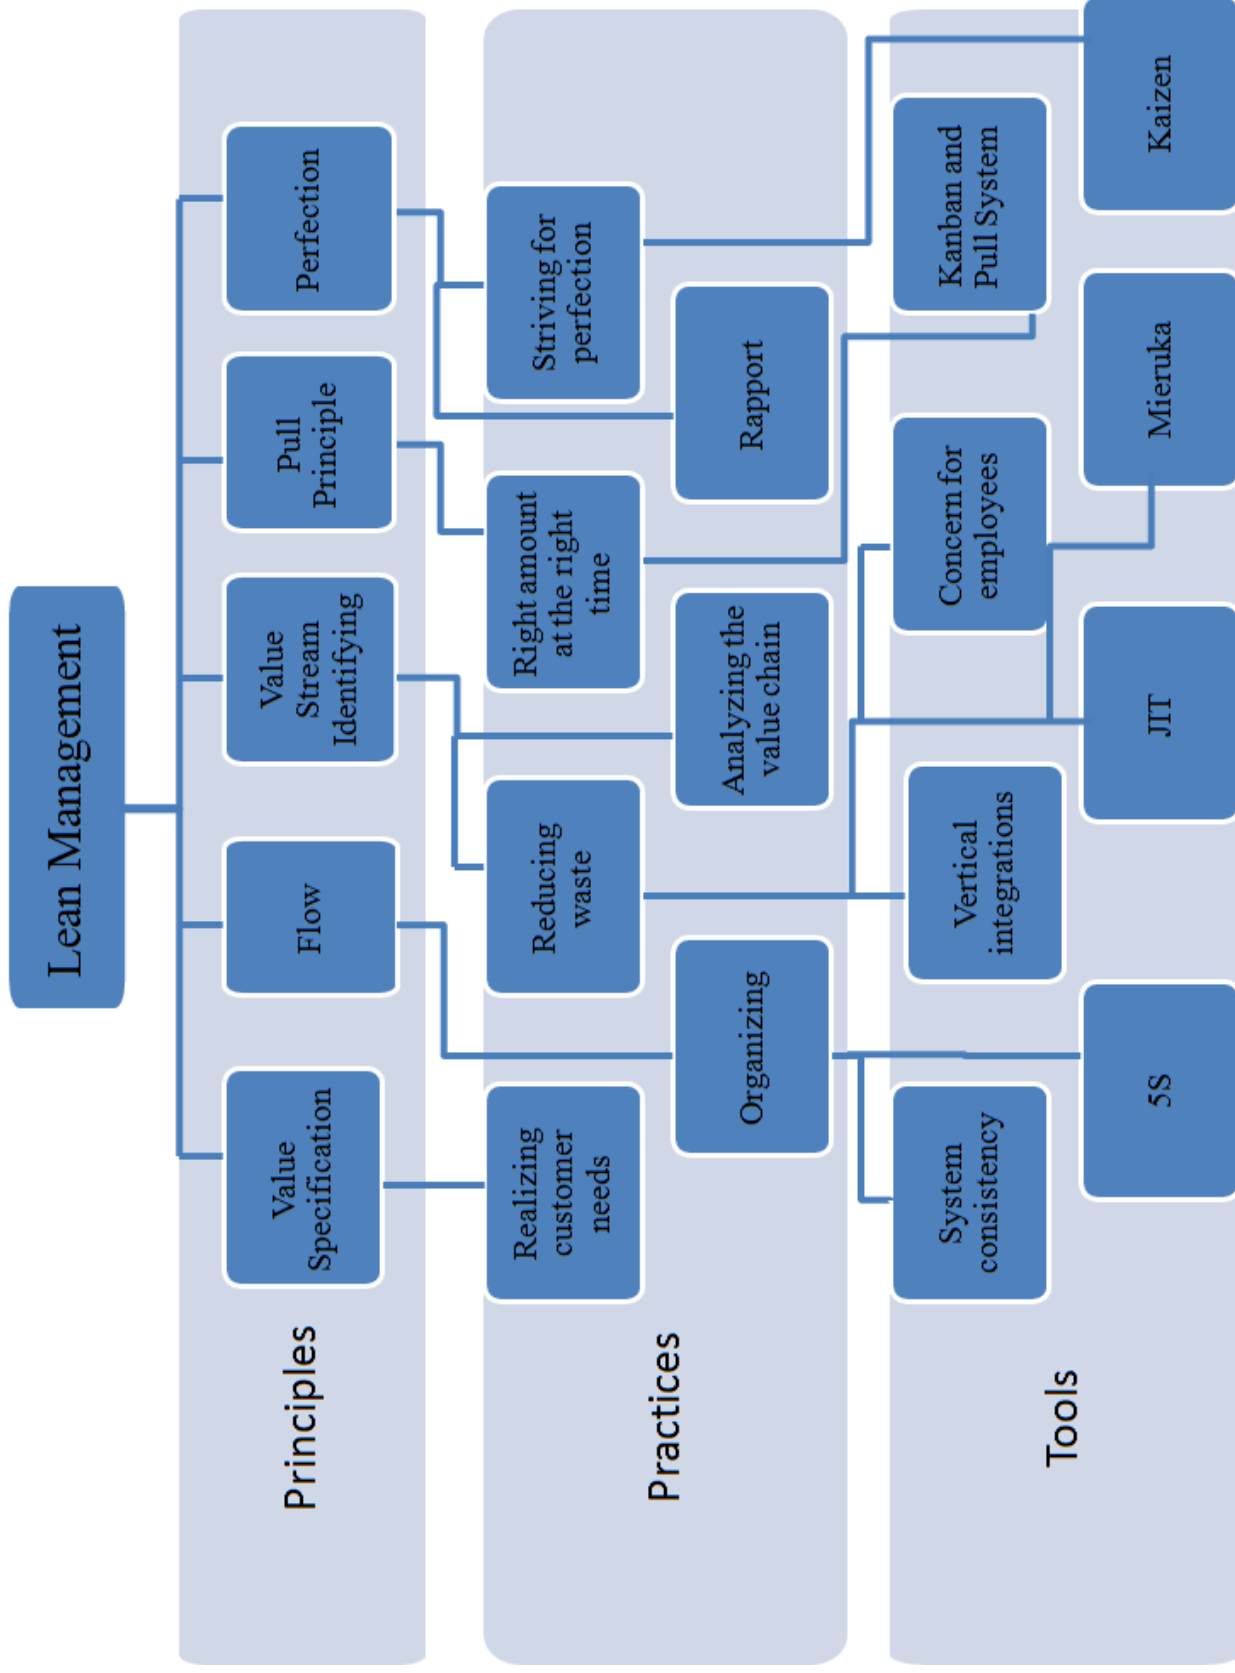 Lean Management
Principles
Value
Specification
Flow
Value
Stream
Identifying
Pull
Principle
Perfection
Practices
Realizing
customer
needs
Reducing
waste
Right amount
at the right
time
Striving for
perfection
Organizing
Analyzing the
value chain
Rapport
Tools
System
consistency
Vertical
integrations
Concern for
employees
Kanban and
Pull System
5S
JIT
Mieruka
Kaizen